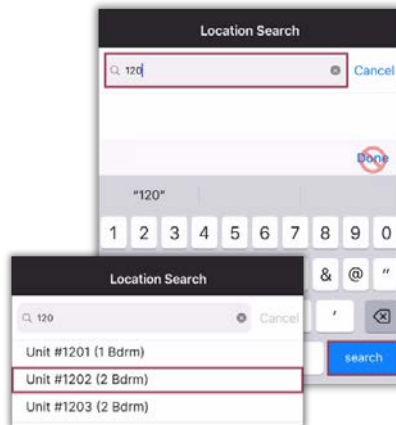 Location Search
120
Cancel
Done
"120"
1 2 3 4 5 6 7 8 9 0
& @ "
'
search
Location Search
120
Cancel
Unit #1201 (1 Bdrm)
Unit #1202 (2 Bdrm)
Unit #1203 (2 Bdrm)